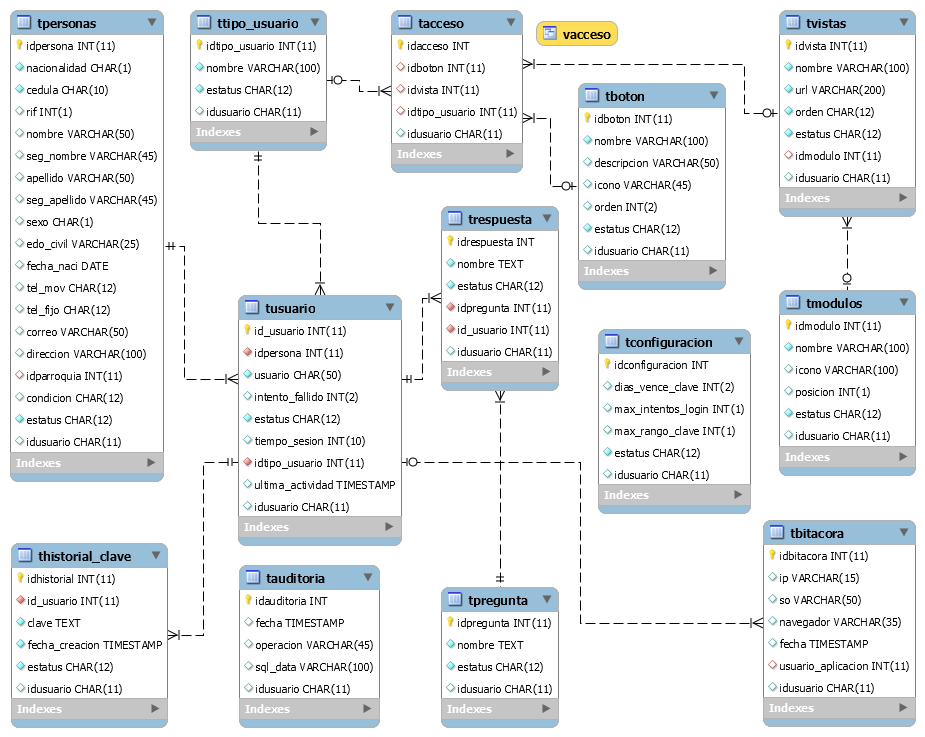 tpersonas
idpersona INT(11)
nacionalidad CHAR(1)
cedula CHAR(10)
rif INT(1)
nombre VARCHAR(50)
seg_nombre VARCHAR(45)
apellido VARCHAR(50)
seg_apellido VARCHAR(45)
sexo CHAR(1)
edo_civil VARCHAR(25)
fecha_naci DATE
tel_mov CHAR(12)
tel_fijo CHAR(12)
correo VARCHAR(50)
direccion VARCHAR(100)
idparroquia INT(11)
condicion CHAR(12)
estatus CHAR(12)
idusuario CHAR(11)
Indexes
ttipo_usuario
idtipo_usuario INT(11)
nombre VARCHAR(100)
estatus CHAR(12)
idusuario CHAR(11)
Indexes
tacceso
idacceso INT
idboton INT(11)
idvista INT(11)
idtipo_usuario INT(11)
idusuario CHAR(11)
Indexes
vacceso
tboton
idboton INT(11)
nombre VARCHAR(100)
descripcion VARCHAR(50)
icono VARCHAR(45)
orden INT(2)
estatus CHAR(12)
idusuario CHAR(11)
Indexes
tvistas
idvista INT(11)
nombre VARCHAR(100)
url VARCHAR(200)
orden CHAR(12)
estatus CHAR(12)
idmodulo INT(11)
idusuario CHAR(11)
Indexes
trespuesta
idrespuesta INT
nombre TEXT
estatus CHAR(12)
idpregunta INT(11)
id_usuario INT(11)
idusuario CHAR(11)
Indexes
tusuario
id_usuario INT(11)
idpersona INT(11)
usuario CHAR(50)
intento_fallido INT(2)
estatus CHAR(12)
tiempo_sesion INT(10)
idtipo_usuario INT(11)
ultima_actividad TIMESTAMP
idusuario CHAR(11)
Indexes
tconfiguracion
idconfiguracion INT
dias_vence_clave INT(2)
max_intentos_login INT(1)
max_rango_clave INT(1)
estatus CHAR(12)
idusuario CHAR(11)
Indexes
tmodulos
idmodulo INT(11)
nombre VARCHAR(100)
icono VARCHAR(100)
posicion INT(1)
estatus CHAR(12)
idusuario CHAR(11)
Indexes
thistorial_clave
idhistorial INT(11)
id_usuario INT(11)
clave TEXT
fecha_creacion TIMESTAMP
estatus CHAR(12)
idusuario CHAR(11)
Indexes
tauditoria
idauditoria INT
fecha TIMESTAMP
operacion VARCHAR(45)
sql_data VARCHAR(100)
idusuario CHAR(11)
Indexes
tpregunta
idpregunta INT(11)
nombre TEXT
estatus CHAR(12)
idusuario CHAR(11)
Indexes
tbitacora
idbitacora INT(11)
ip VARCHAR(15)
so VARCHAR(50)
navegador VARCHAR(35)
fecha TIMESTAMP
usuario_aplicacion INT(11)
idusuario CHAR(11)
Indexes